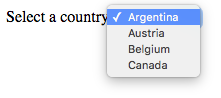 Select a country ✓ Argentina
Austria
Belgium
Canada